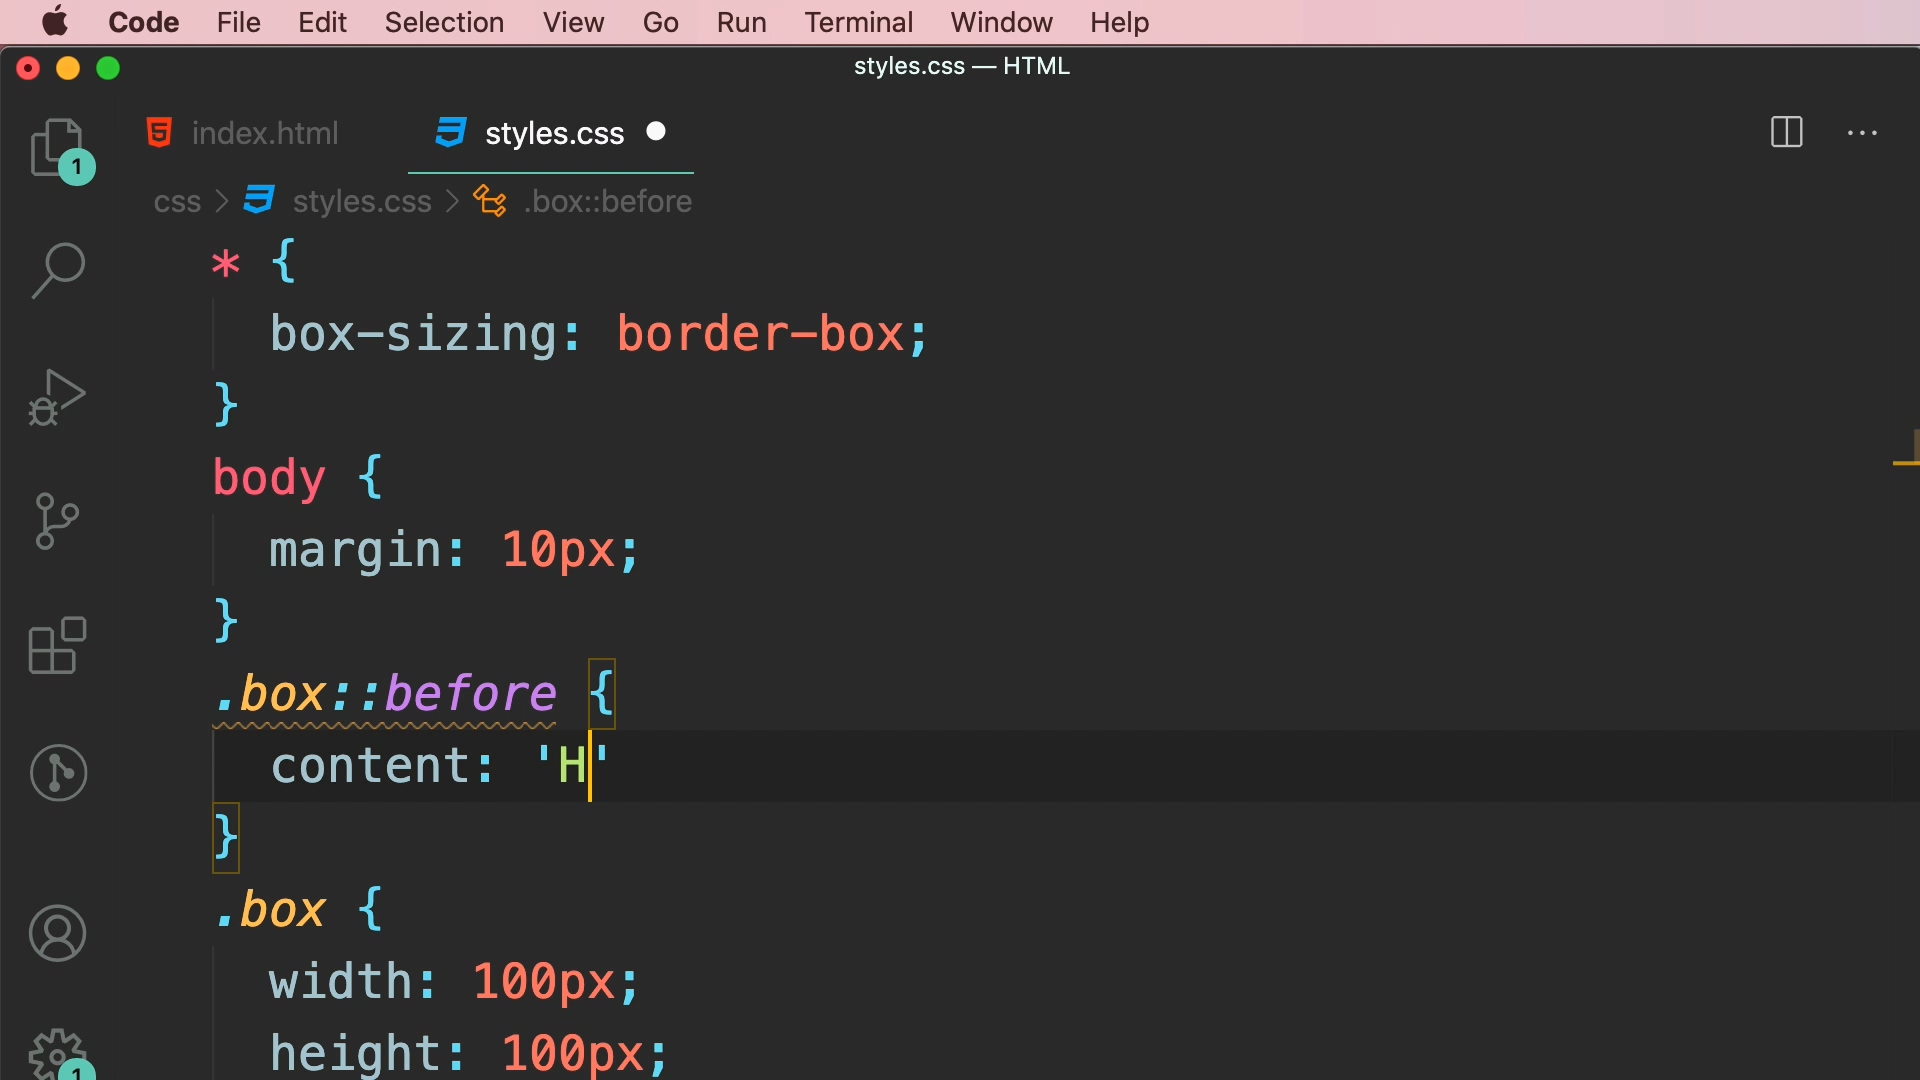 Code File Edit Selection View Go Run Terminal Window Help
styles.css — HTML
index.html styles.css
css > styles.css > .box::before
* {
box-sizing: border-box;
}
body {
margin: 10px;
}
.box::before {
content: 'H'
}
.box {
width: 100px;
height: 100px;
1
1